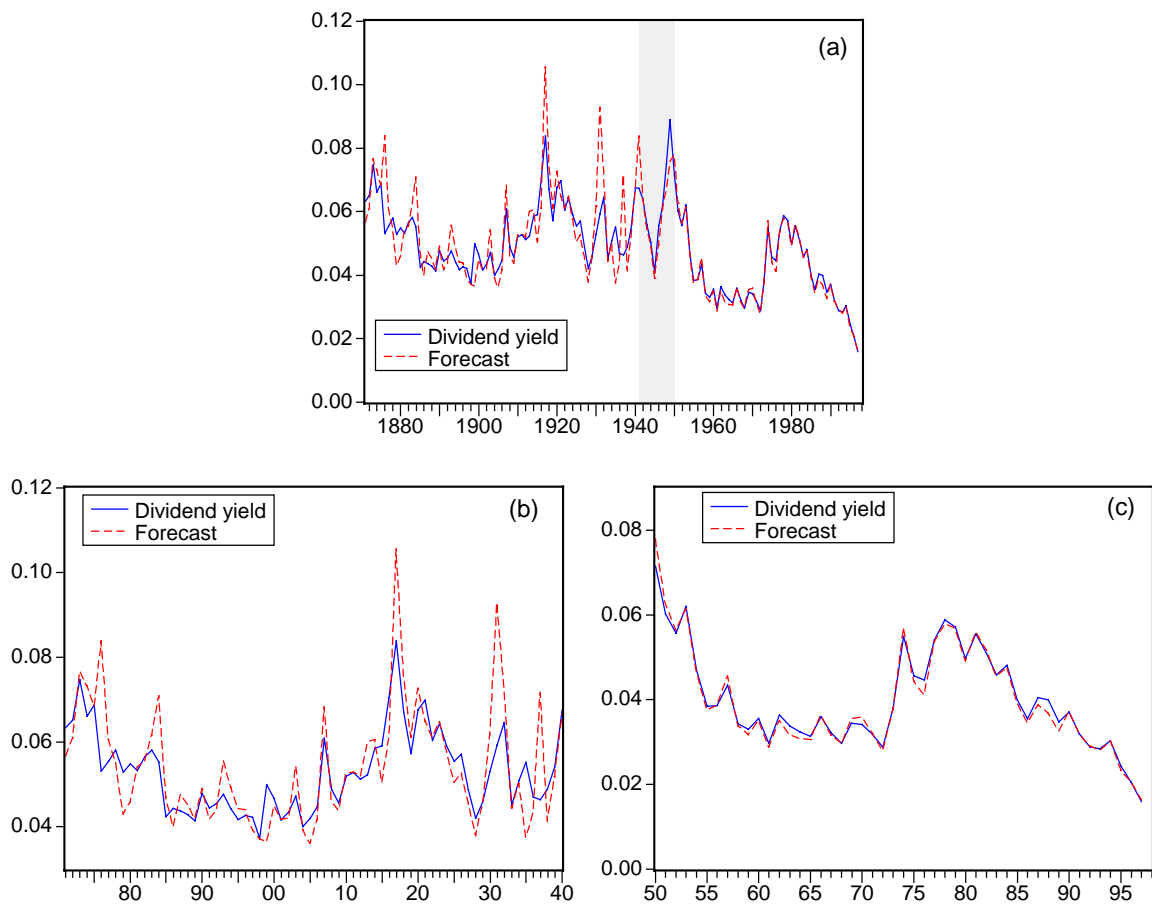 0.12
(a)
0.10
0.08
0.06
0.04
0.02
0.00
Dividend yield
Forecast
1880 1900 1920 1940 1960 1980
0.12
(b)
0.10
0.08
0.06
0.04
Dividend yield
Forecast
80 90 00 10 20 30 40
(c)
0.08
0.06
0.04
0.02
0.00
Dividend yield
Forecast
50 55 60 65 70 75 80 85 90 95